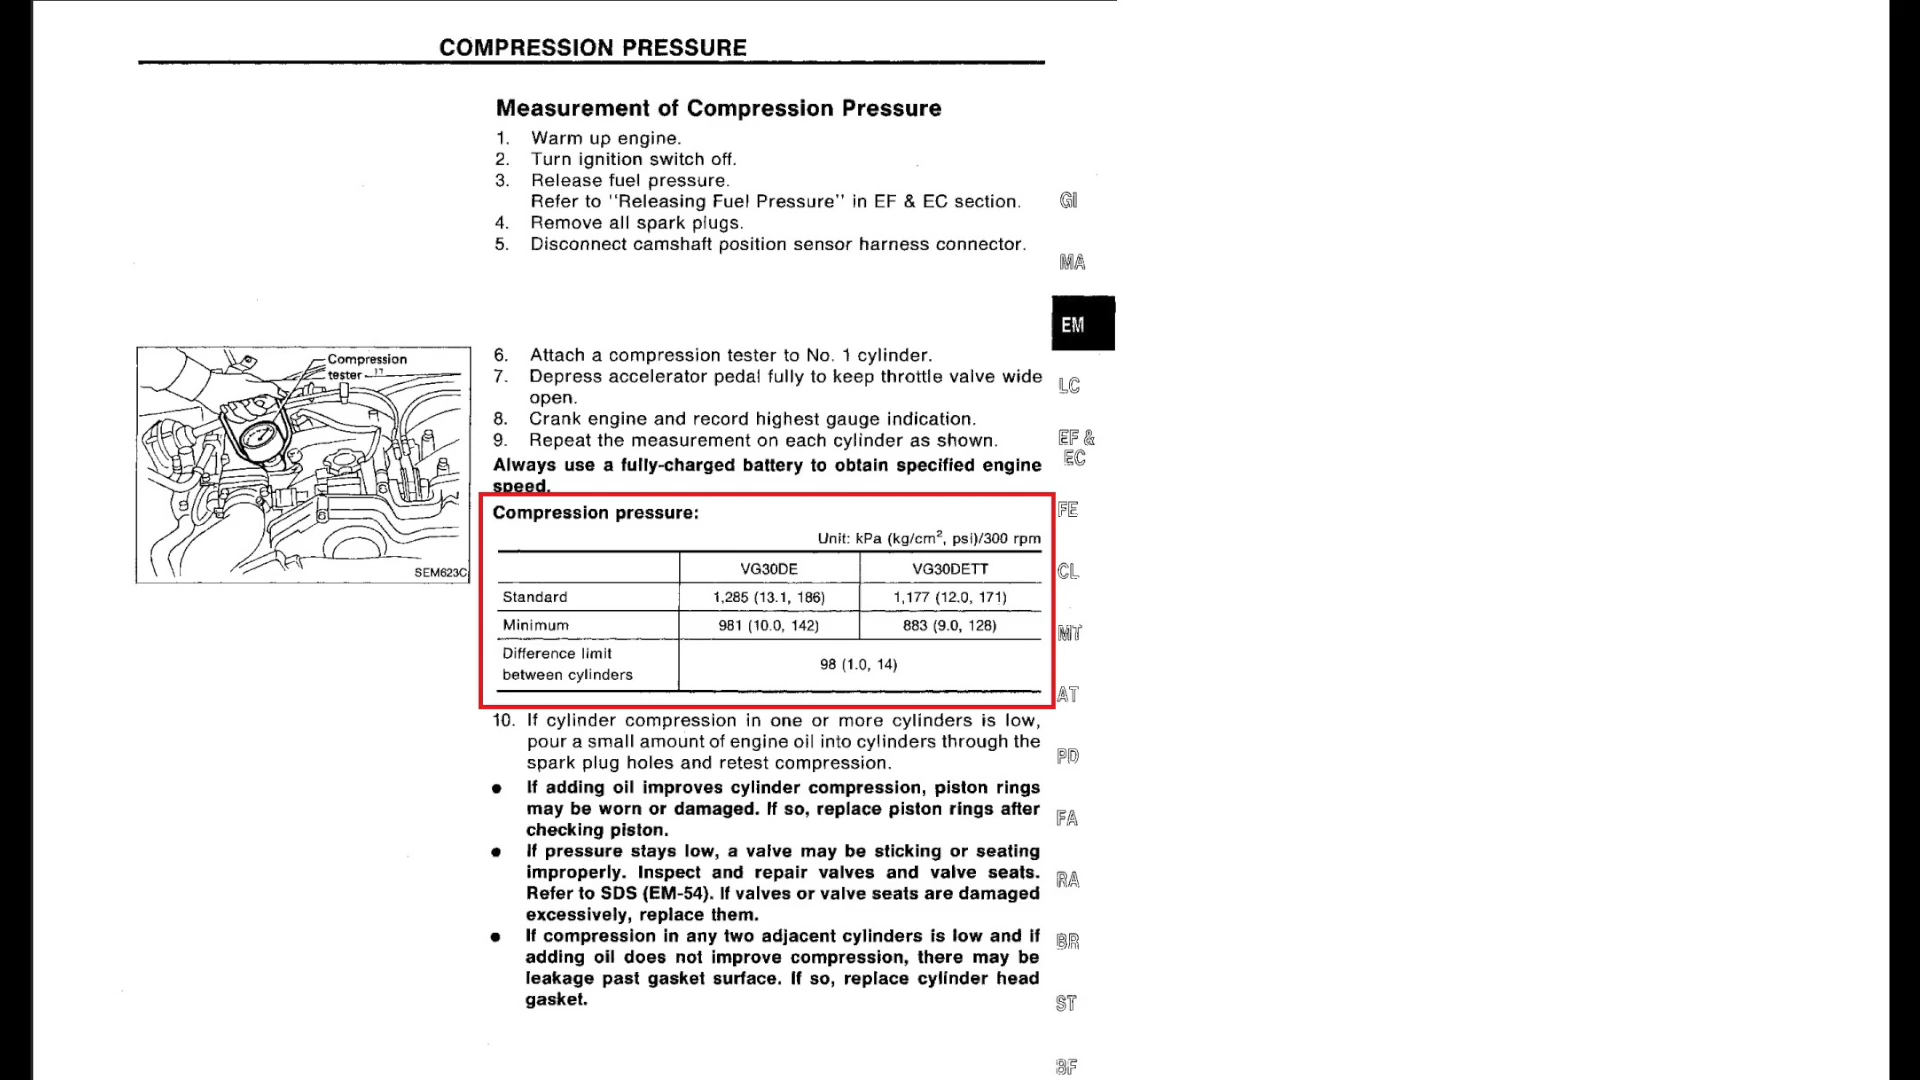 COMPRESSION PRESSURE
Measurement of Compression Pressure
1. Warm up engine.
2. Turn ignition switch off.
3. Release fuel pressure.
Refer to "Releasing Fuel Pressure" in EF & EC section.
4. Remove all spark plugs.
5. Disconnect camshaft position sensor harness connector.
Compression
tester
SEM623C
6. Attach a compression tester to No. 1 cylinder.
7. Depress accelerator pedal fully to keep throttle valve wide
open.
8. Crank engine and record highest gauge indication.
9. Repeat the measurement on each cylinder as shown.
Always use a fully-charged battery to obtain specified engine
speed.
Compression pressure:
Unit: kPa (kg/cm², psi)/300 rpm
VG30DE VG30DETT
Standard 1,285 (13.1, 186) 1,177 (12.0, 171)
Minimum 981 (10.0, 142) 883 (9.0, 128)
Difference limit
between cylinders 98 (1.0, 14)
10. If cylinder compression in one or more cylinders is low,
pour a small amount of engine oil into cylinders through the
spark plug holes and retest compression.
● If adding oil improves cylinder compression, piston rings
may be worn or damaged. If so, replace piston rings after
checking piston.
● If pressure stays low, a valve may be sticking or seating
improperly. Inspect and repair valves and valve seats.
Refer to SDS (EM-54). If valves or valve seats are damaged
excessively, replace them.
● If compression in any two adjacent cylinders is low and if
adding oil does not improve compression, there may be
leakage past gasket surface. If so, replace cylinder head
gasket.
GI
MA
EM
LC
EF &
EC
FE
CL
MT
AT
PD
FA
RA
BR
ST
BF